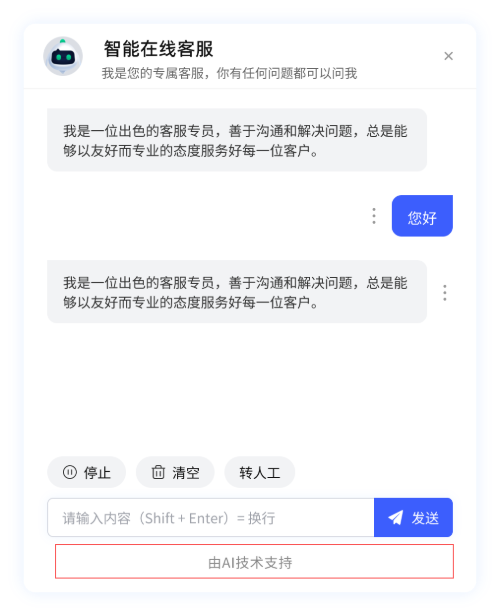 智能在线客服
我是您的专属客服，你有任何问题都可以问我
我是一位出色的客服专员，善于沟通和解决问题，总是能
够以友好而专业的态度服务好每一位客户。
您好
我是一位出色的客服专员，善于沟通和解决问题，总是能
够以友好而专业的态度服务好每一位客户。
停止 清空 转人工
请输入内容（Shift + Enter）= 换行 发送
由AI技术支持